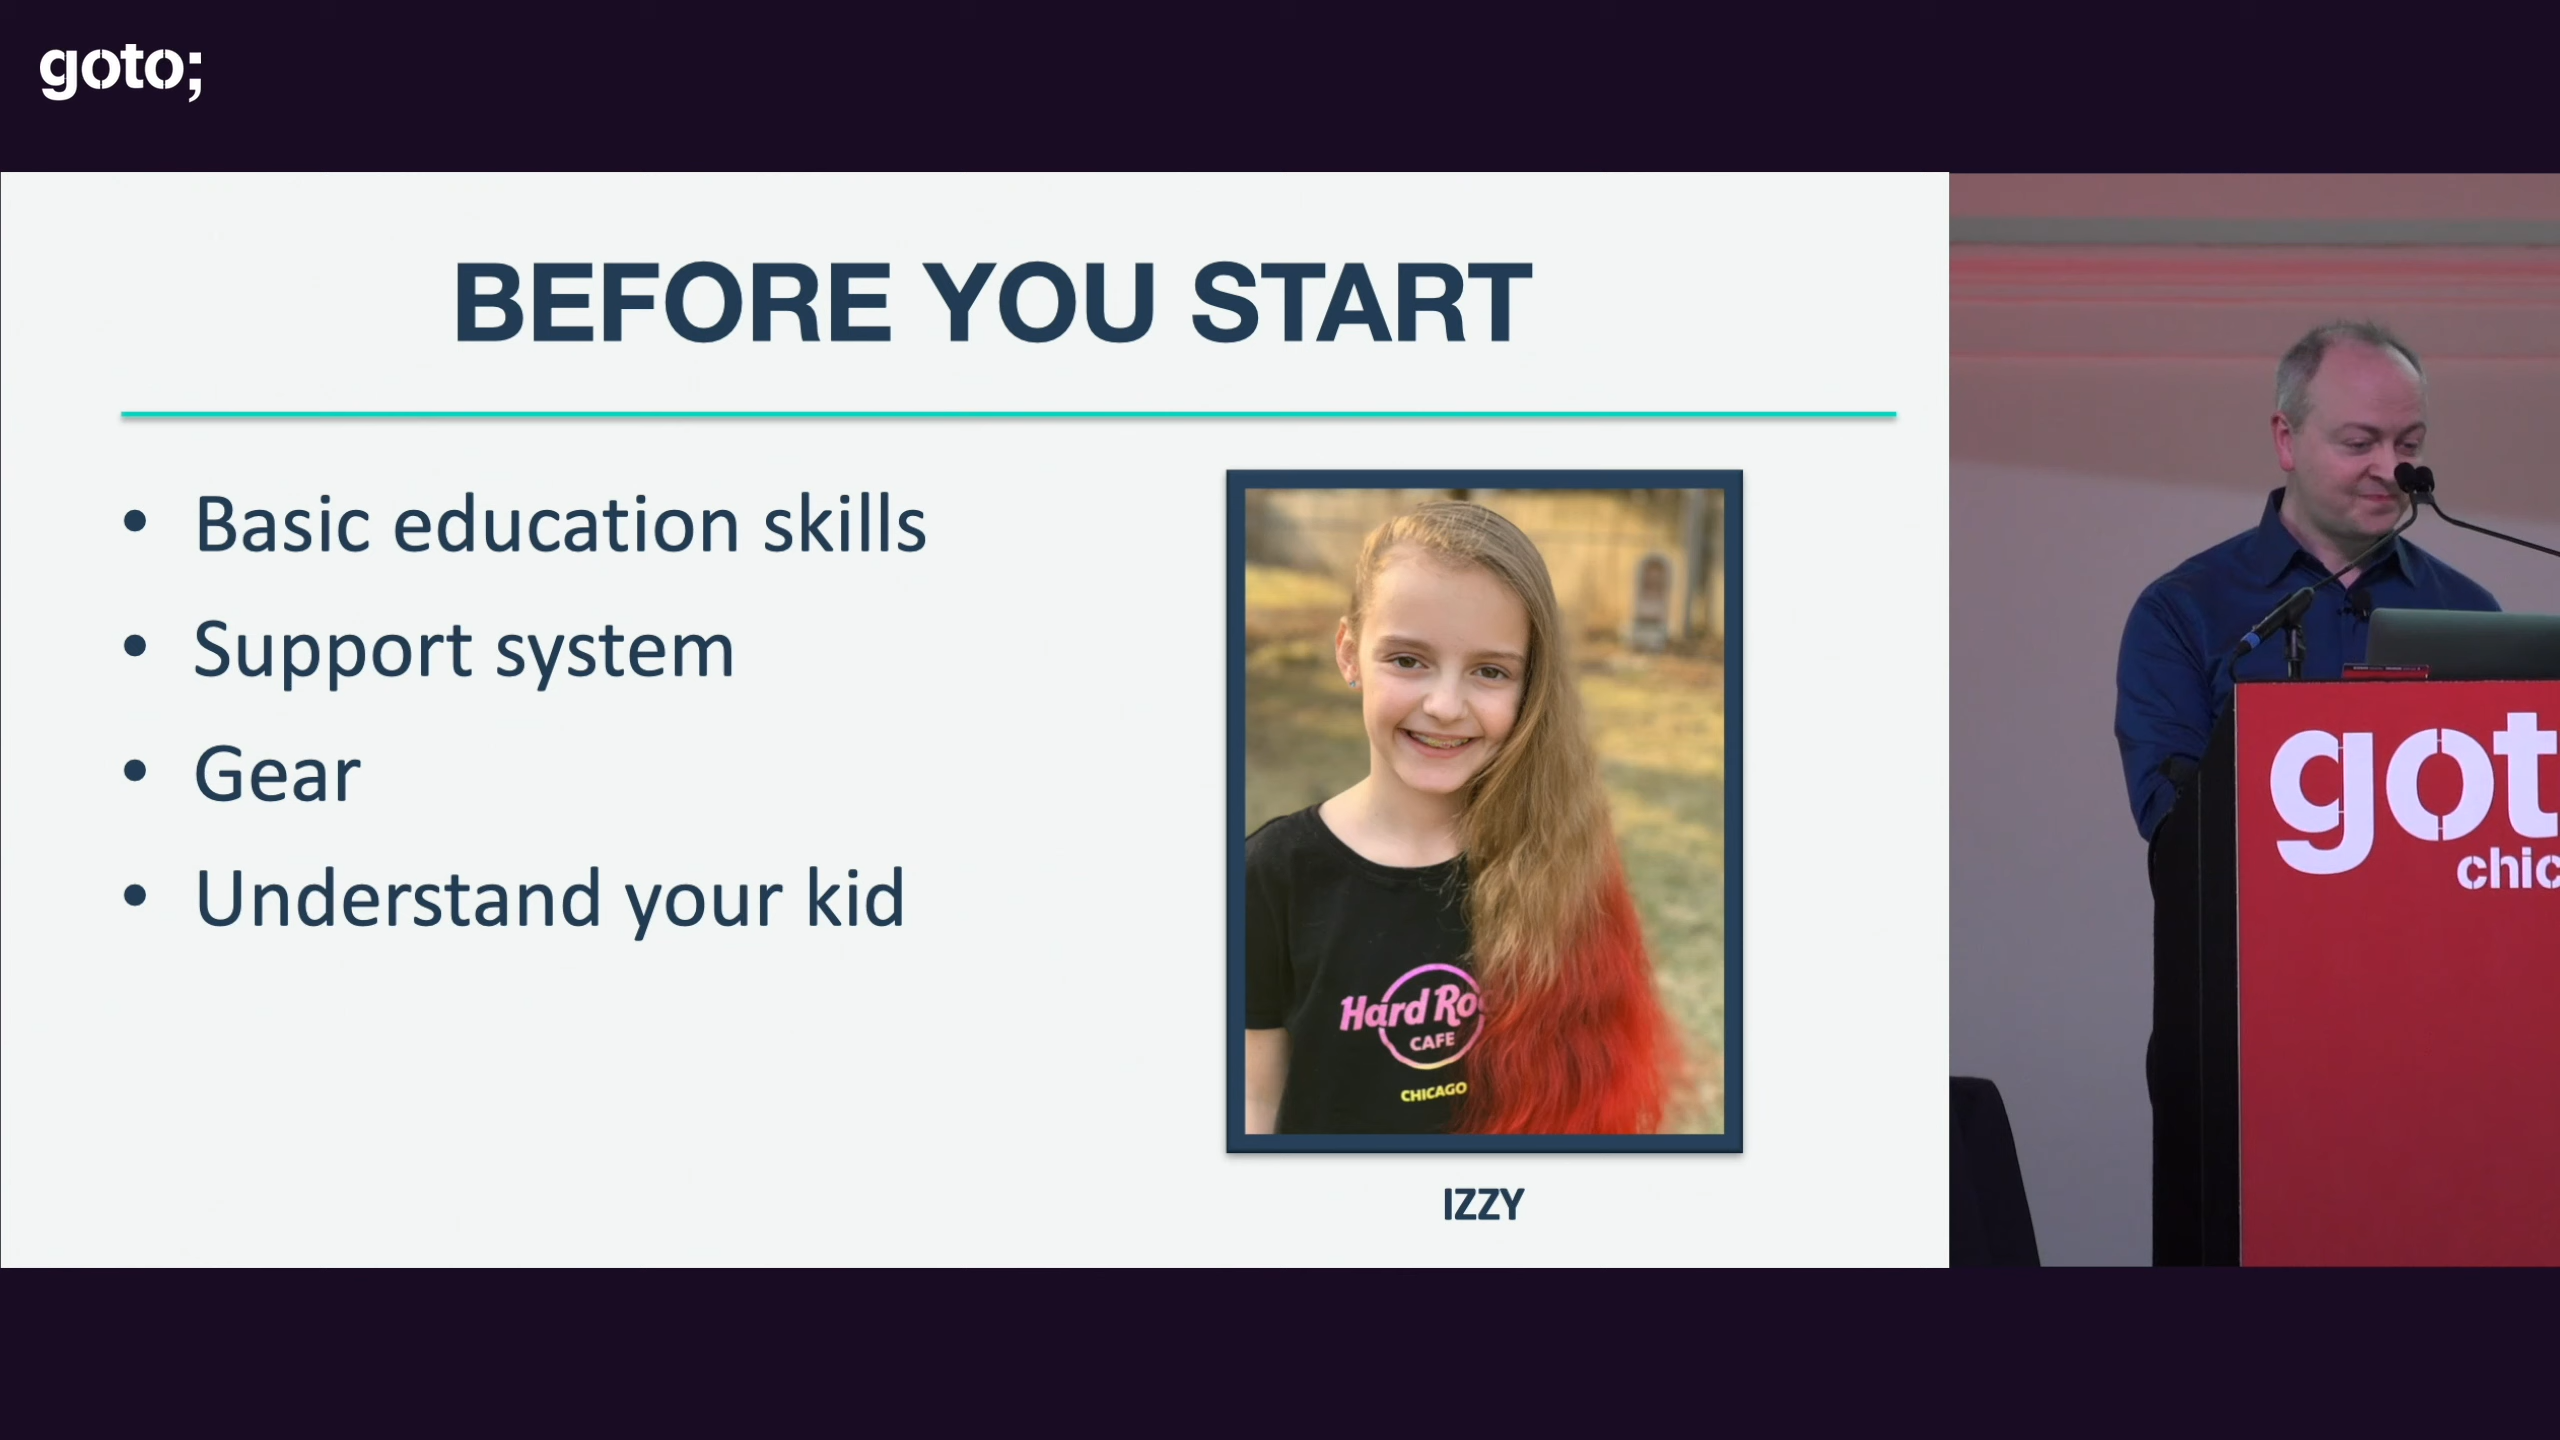 goto;
BEFORE YOU START
• Basic education skills
• Support system
• Gear
• Understand your kid
Hard Ro
CAFE
CHICAGO
IZZY
got
chic